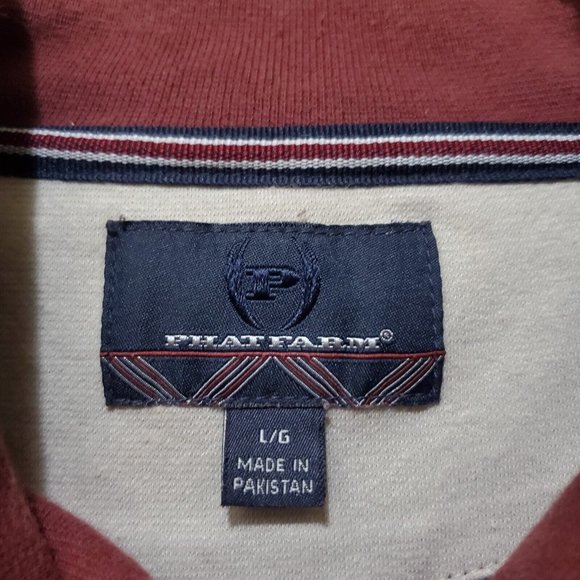 P
PHAT FARM®
L/G
MADE IN
PAKISTAN